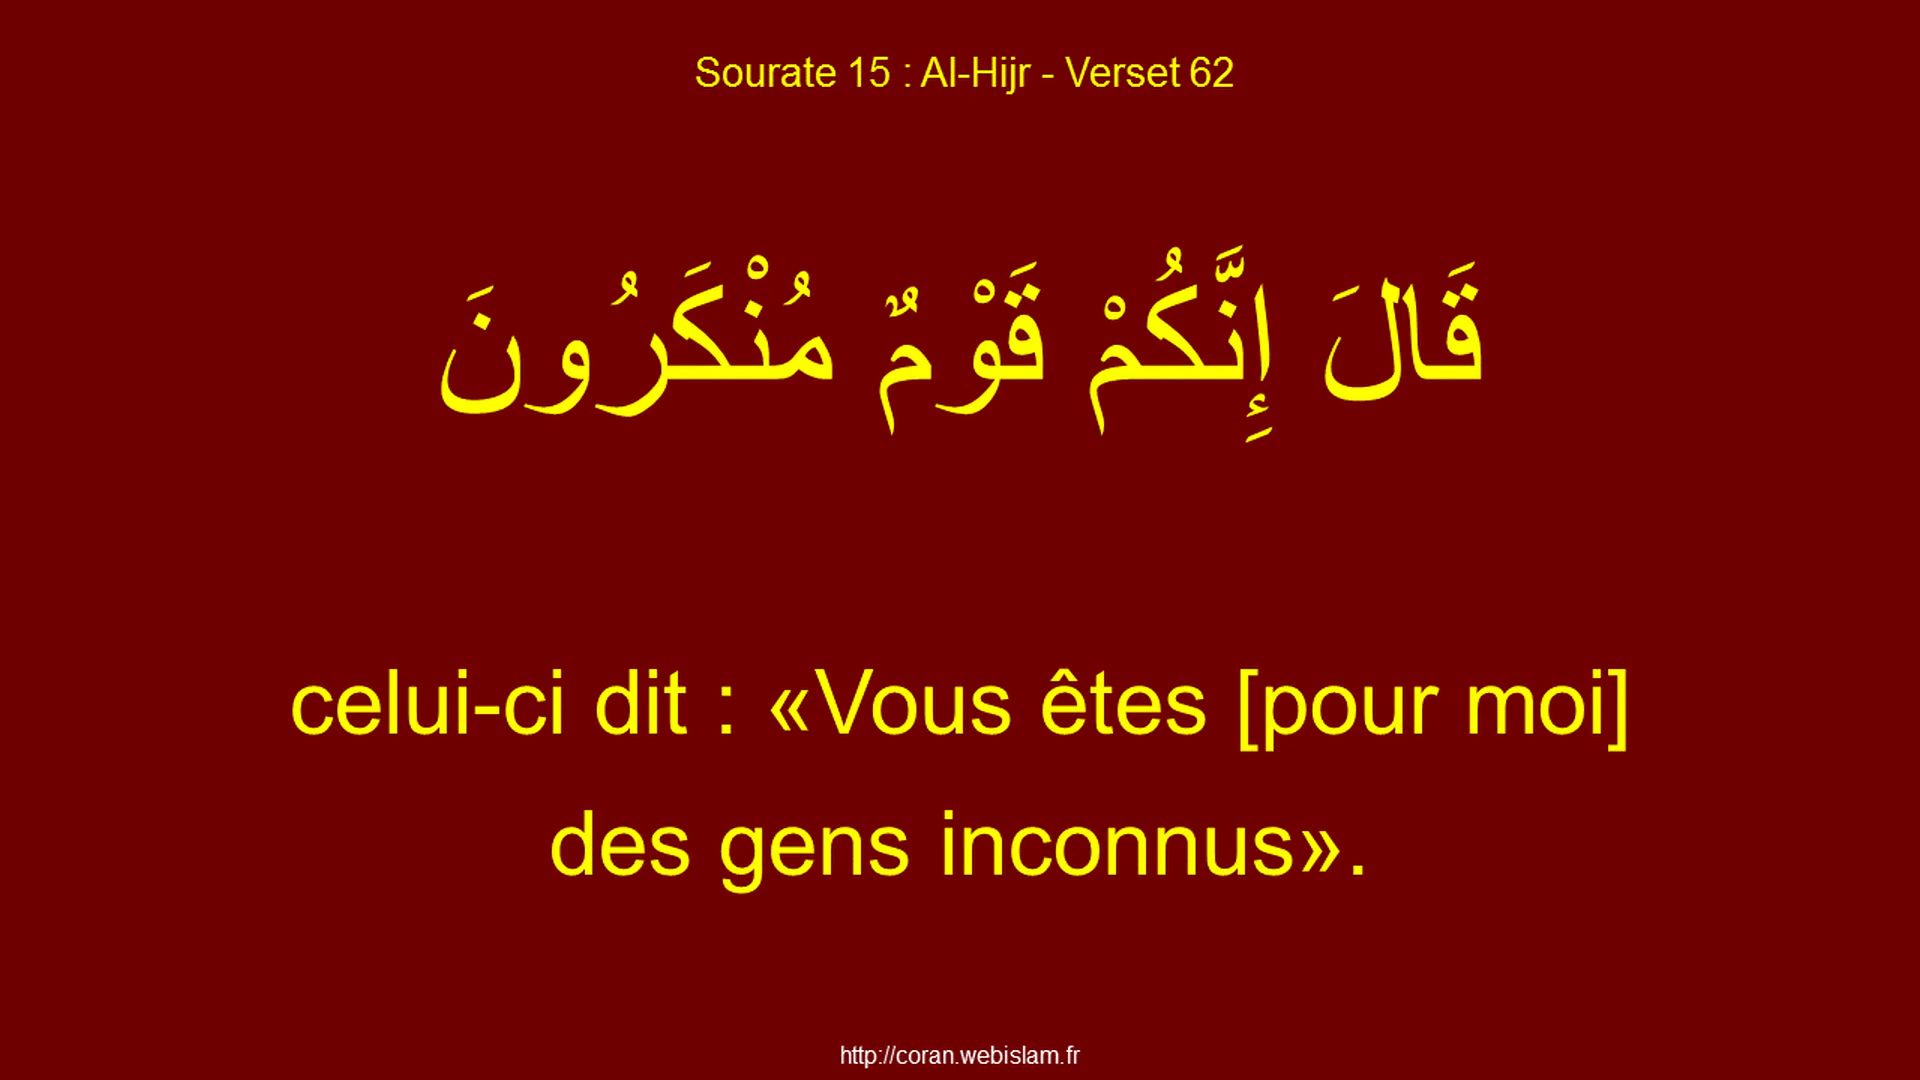 Sourate 15 : Al-Hijr - Verset 62
قَالَ إِنَّكُمْ قَوْمٌ مُنْكَرُونَ
celui-ci dit : «Vous êtes [pour moi]
des gens inconnus».
http://coran.webislam.fr